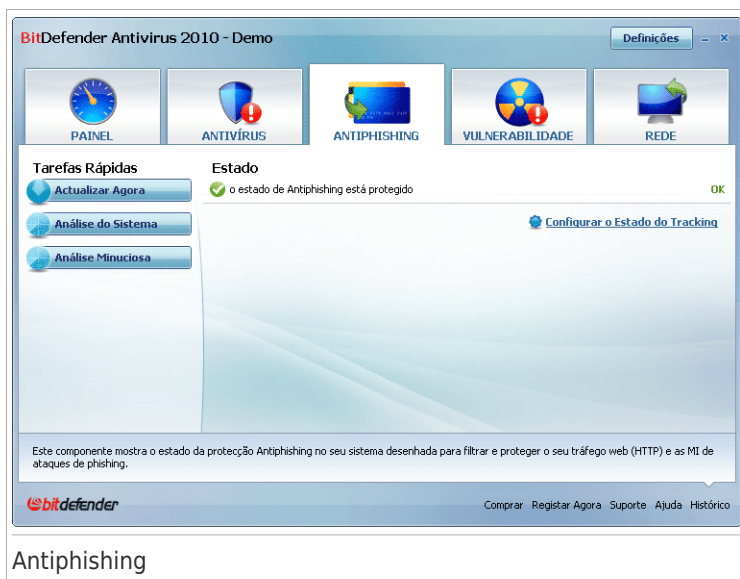 BitDefender Antivirus 2010 - Demo
Definições
PAINEL
ANTIVÍRUS
ANTIPHISHING
VULNERABILIDADE
REDE
Tarefas Rápidas
Actualizar Agora
Análise do Sistema
Análise Minuciosa
Estado
o estado de Antiphishing está protegido
OK
Configurar o Estado do Tracking
Este componente mostra o estado da protecção Antiphishing no seu sistema desenhada para filtrar e proteger o seu tráfego web (HTTP) e as MI de
ataques de phishing.
bitdefender
Comprar Registar Agora Suporte Ajuda Histórico
Antiphishing